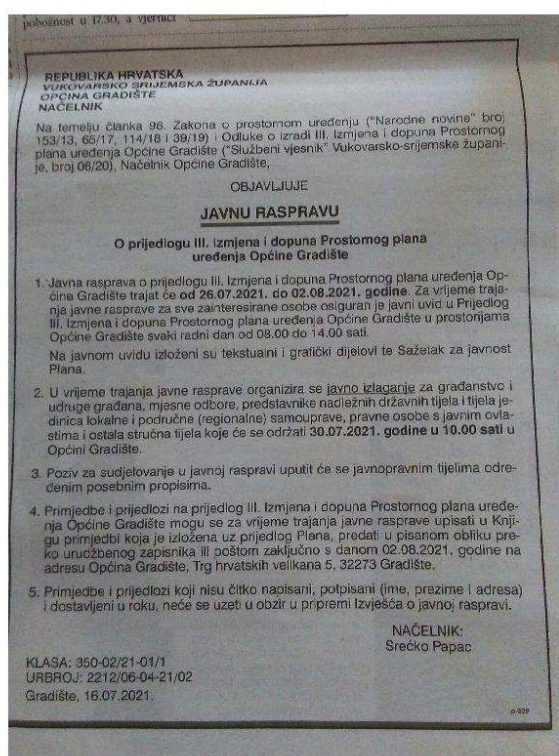 pobožnost u 17.30, a vjernici
REPUBLIKA HRVATSKA
VUKOVARSKO SRIJEMSKA ŽUPANIJA
OPĆINA GRADIŠTE
NAČELNIK
Na temelju članka 96. Zakona o prostornom uređenju ("Narodne novine" broj
153/13, 65/17, 114/18 i 39/19) i Odluke o izradi III. Izmjena i dopuna Prostornog
plana uređenja Općine Gradište ("Službeni vjesnik" Vukovarsko-srijemske župani-
je, broj 06/20), Načelnik Općine Gradište,
OBJAVLJUJE
JAVNU RASPRAVU
O prijedlogu III. Izmjena i dopuna Prostornog plana
uređenja Općine Gradište
1. Javna rasprava o prijedlogu III. Izmjena i dopuna Prostornog plana uređenja Op-
ćine Gradište trajat će od 26.07.2021. do 02.08.2021. godine. Za vrijeme traja-
nja javne rasprave za sve zainteresirane osobe osiguran je javni uvid u Prijedlog
III. Izmjena i dopuna Prostornog plana uređenja Općine Gradište u prostorijama
Općine Gradište svaki radni dan od 08.00 do 14.00 sati.
Na javnom uvidu izloženi su tekstualni i grafički dijelovi te Sažetak za javnost
Plana.
2. U vrijeme trajanja javne rasprave organizira se javno izlaganje za građanstvo i
udruge građana, mjesne odbore, predstavnike nadležnih državnih tijela i tijela je-
dinica lokalne i područne (regionalne) samouprave, pravne osobe s javnim ovla-
stima i ostala stručna tijela koje će se održati 30.07.2021. godine u 10.00 sati u
Općini Gradište.
3. Poziv za sudjelovanje u javnoj raspravi uputit će se javnopravnim tijelima odre-
đenim posebnim propisima.
4. Primjedbe i prijedlozi na prijedlog III. Izmjena i dopuna Prostornog plana uređe-
nja Općine Gradište mogu se za vrijeme trajanja javne rasprave upisati u Knji-
gu primjedbi koja je izložena uz prijedlog Plana, predati u pisanom obliku pre-
ko urudžbenog zapisnika ili poštom zaključno s danom 02.08.2021. godine na
adresu Općina Gradište, Trg hrvatskih velikana 5, 32273 Gradište.
5. Primjedbe i prijedlozi koji nisu čitko napisani, potpisani (ime, prezime i adresa)
i dostavljeni u roku, neće se uzeti u obzir u pripremi Izvješća o javnoj raspravi.
NAČELNIK:
Srećko Papac
KLASA: 350-02/21-01/1
URBROJ: 2212/06-04-21/02
Gradište, 16.07.2021.